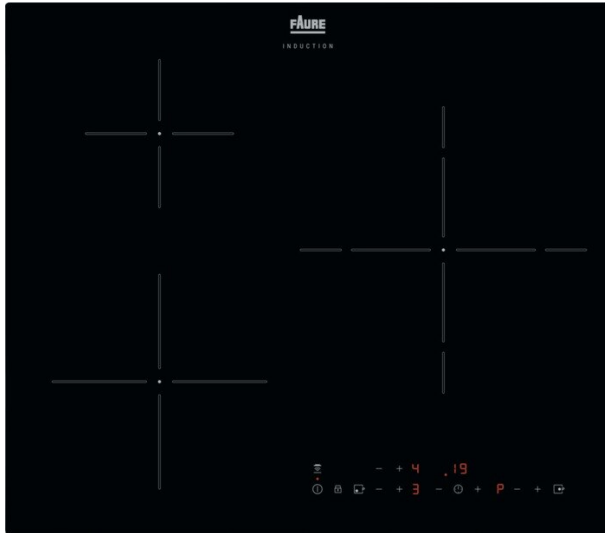 FAURE
INDUCTION
- + 4 .19
- + 3 - + P - +